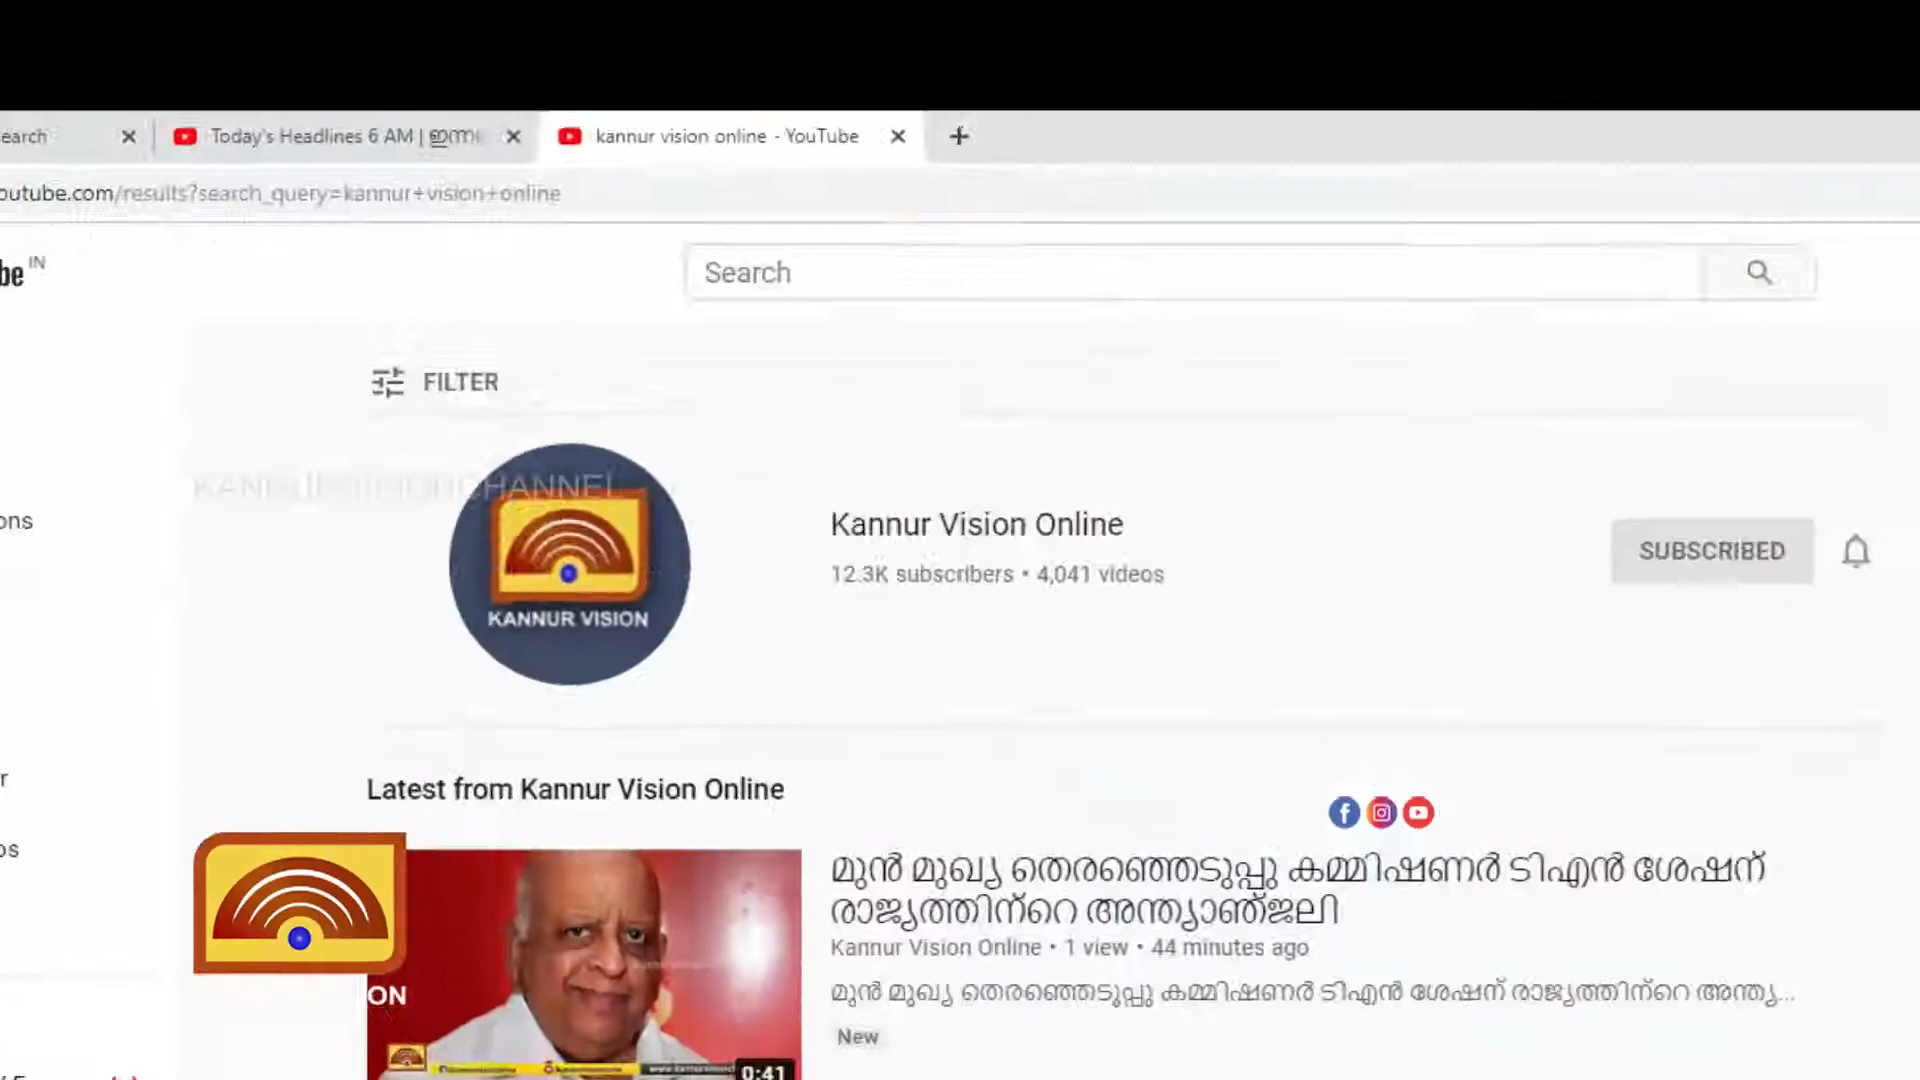 earch
Today's Headlines 6 AM | ഇന്ന
kannur vision online - YouTube
outube.com/results?search_query=kannur+vision+online
be IN
Search
FILTER
CHANNEL
KANNUR VISION
Kannur Vision Online
12.3K subscribers • 4,041 videos
SUBSCRIBED
ons
r
os
Latest from Kannur Vision Online
മുൻ മുഖ്യ തെരഞ്ഞെടുപ്പു കമ്മിഷണർ ടിഎൻ ശേഷന്
രാജ്യത്തിന്റെ അന്ത്യാഞ്ജലി
Kannur Vision Online • 1 view • 44 minutes ago
മുൻ മുഖ്യ തെരഞ്ഞെടുപ്പു കമ്മിഷണർ ടിഎൻ ശേഷന് രാജ്യത്തിന്റെ അന്ത്യ...
New
ON
0:41